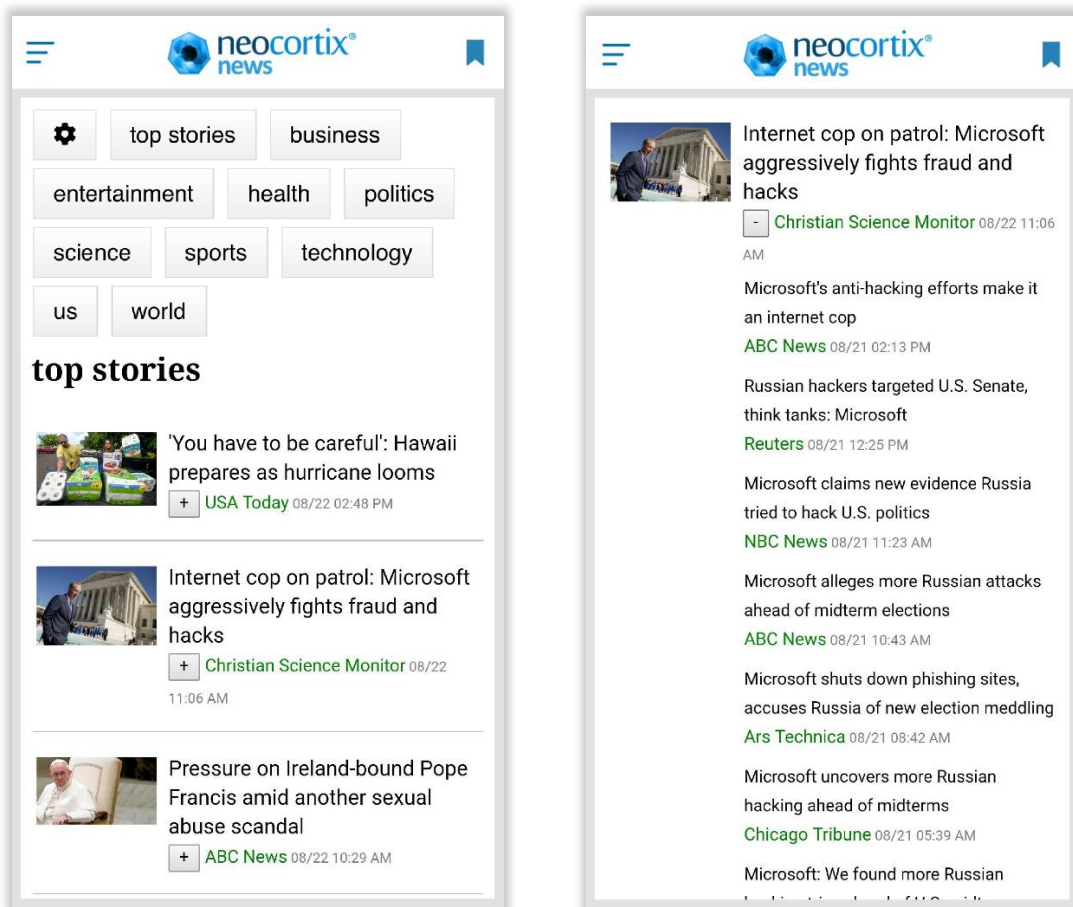 neocortix®
news
top stories
business
entertainment
health
politics
science
sports
technology
us
world
top stories
'You have to be careful': Hawaii
prepares as hurricane looms
+ USA Today 08/22 02:48 PM
Internet cop on patrol: Microsoft
aggressively fights fraud and
hacks
+ Christian Science Monitor 08/22
11:06 AM
Pressure on Ireland-bound Pope
Francis amid another sexual
abuse scandal
+ ABC News 08/22 10:29 AM
neocortix®
news
Internet cop on patrol: Microsoft
aggressively fights fraud and
hacks
- Christian Science Monitor 08/22 11:06
AM
Microsoft's anti-hacking efforts make it
an internet cop
ABC News 08/21 02:13 PM
Russian hackers targeted U.S. Senate,
think tanks: Microsoft
Reuters 08/21 12:25 PM
Microsoft claims new evidence Russia
tried to hack U.S. politics
NBC News 08/21 11:23 AM
Microsoft alleges more Russian attacks
ahead of midterm elections
ABC News 08/21 10:43 AM
Microsoft shuts down phishing sites,
accuses Russia of new election meddling
Ars Technica 08/21 08:42 AM
Microsoft uncovers more Russian
hacking ahead of midterms
Chicago Tribune 08/21 05:39 AM
Microsoft: We found more Russian